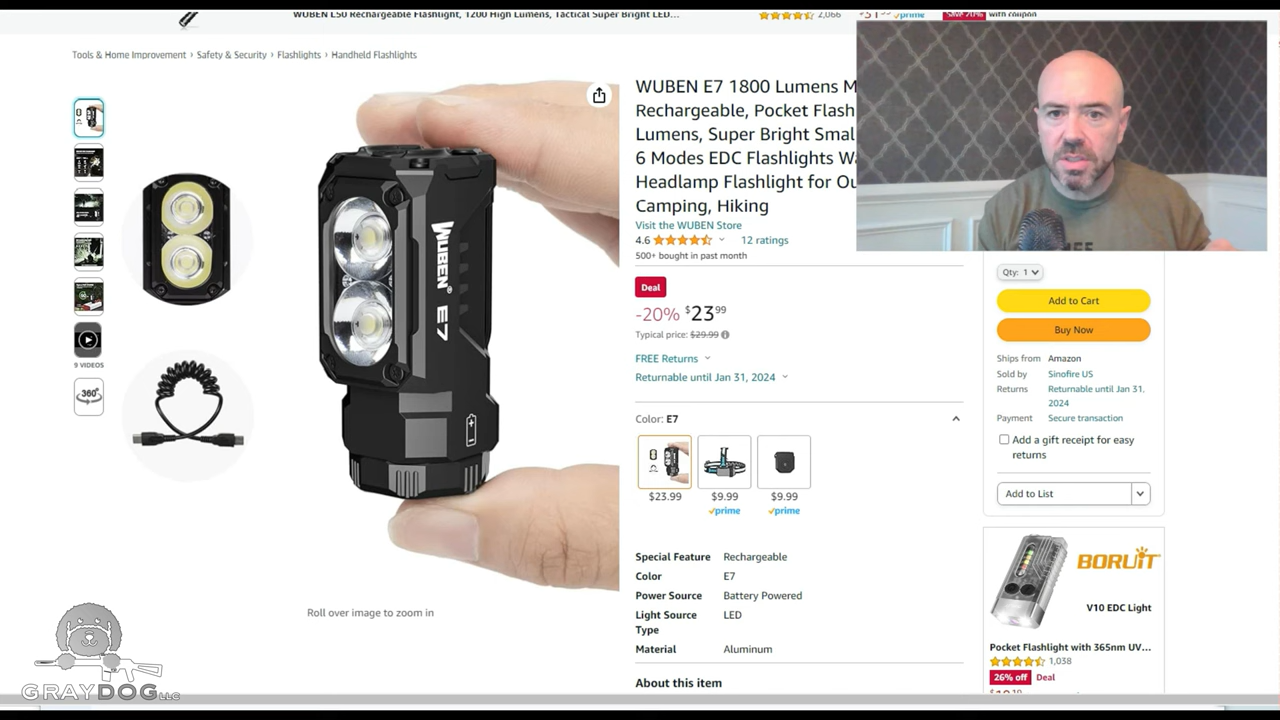 WUBEN L50 Rechargeable Flashlight, 1200 High Lumens, Tactical Super Bright LED...
2,066
prime
Save 20% with coupon
Tools & Home Improvement › Safety & Security › Flashlights › Handheld Flashlights
WUBEN E7 1800 Lumens M
Rechargeable, Pocket Flash
Lumens, Super Bright Smal
6 Modes EDC Flashlights Wa
Headlamp Flashlight for Ou
Camping, Hiking
Visit the WUBEN Store
4.6
12 ratings
500+ bought in past month
Deal
-20% $23 99
Typical price: $29.99
FREE Returns
Returnable until Jan 31, 2024
Color: E7
$23.99
$9.99
prime
$9.99
prime
Special Feature Rechargeable
Color E7
Power Source Battery Powered
Light Source Type LED
Material Aluminum
About this item
9 VIDEOS
360°
WUBEN® E7
Roll over image to zoom in
GRAYDOG LLC
Qty: 1
Add to Cart
Buy Now
Ships from Amazon
Sold by Sinofire US
Returns Returnable until Jan 31,
2024
Payment Secure transaction
Add a gift receipt for easy
returns
Add to List
BORUIT
V10 EDC Light
Pocket Flashlight with 365nm UV...
1,038
26% off Deal